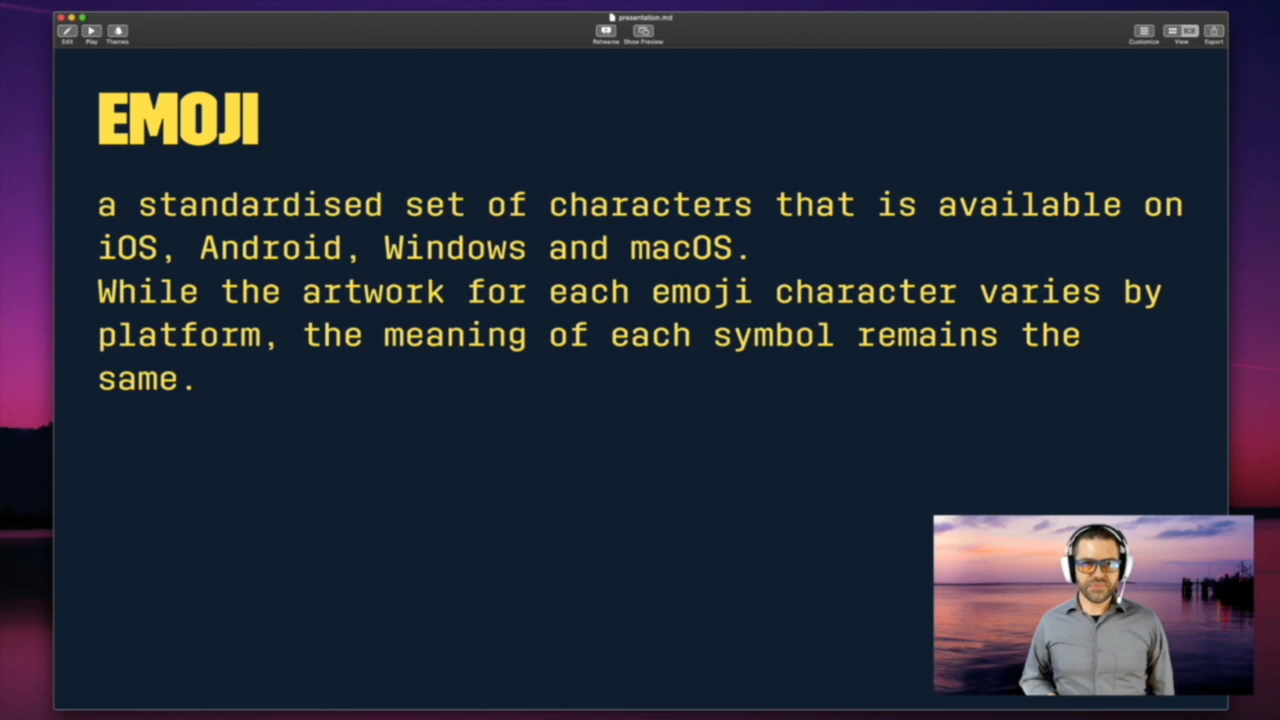 presentation.md
Edit Play Themes Rehearse Show Preview Customize View Export
EMOJI
a standardised set of characters that is available on
iOS, Android, Windows and macOS.
While the artwork for each emoji character varies by
platform, the meaning of each symbol remains the
same.